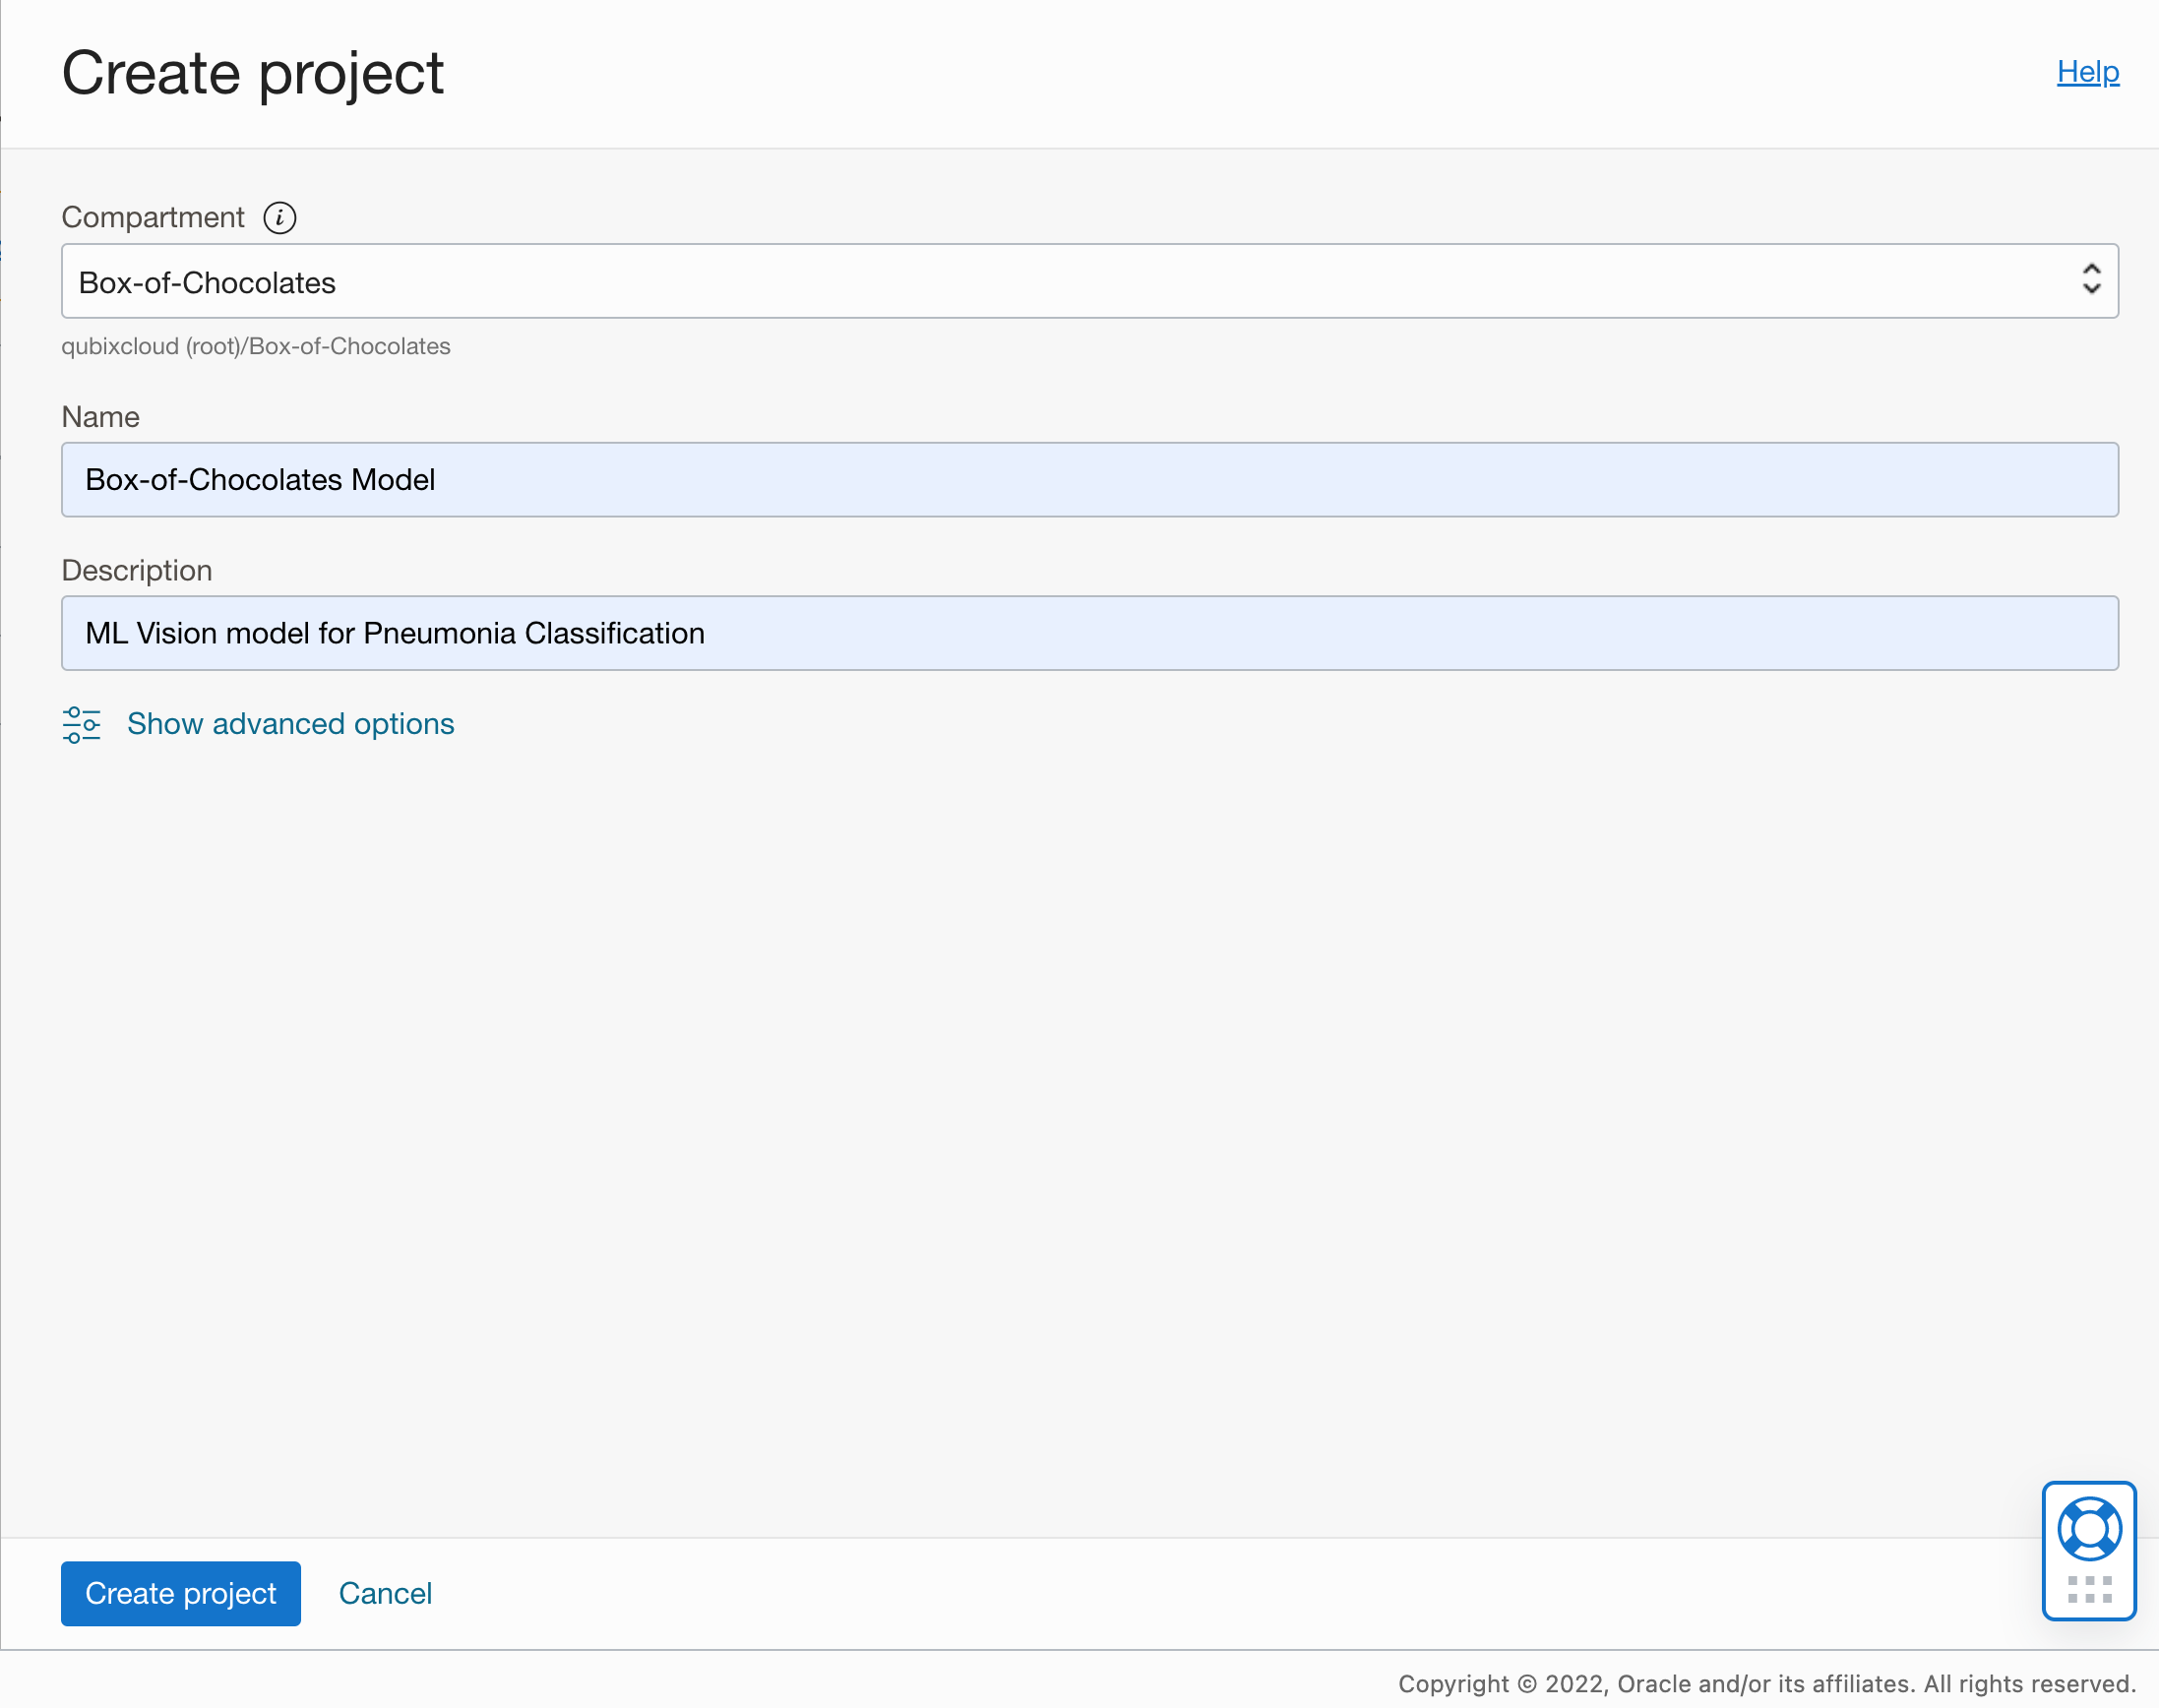 Create project
Help
Compartment
Box-of-Chocolates
qubixcloud (root)/Box-of-Chocolates
Name
Box-of-Chocolates Model
Description
ML Vision model for Pneumonia Classification
Show advanced options
Create project
Cancel
Copyright © 2022, Oracle and/or its affiliates. All rights reserved.